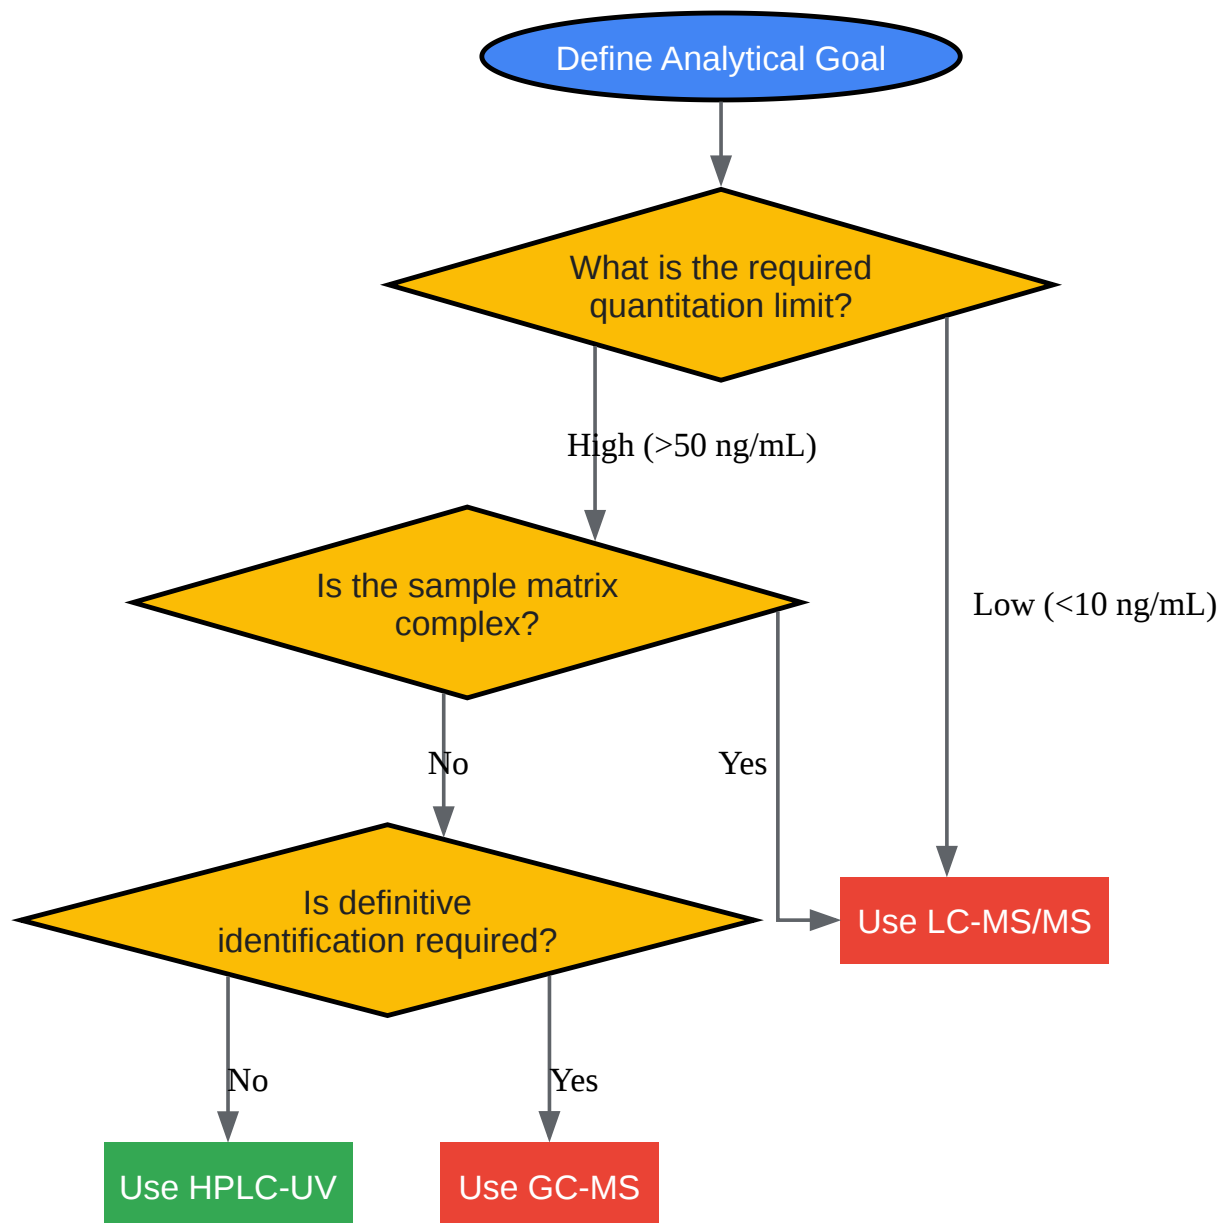 Define Analytical Goal
What is the required
quantitation limit?
High (>50 ng/mL)
Is the sample matrix
complex?
Low (<10 ng/mL)
No
Yes
Is definitive
identification required?
Use LC-MS/MS
No
Yes
Use HPLC-UV
Use GC-MS